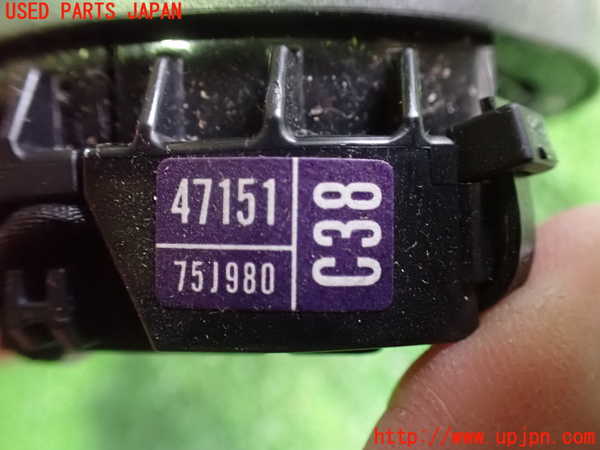 USED PARTS JAPAN
47151
75J980
C38
http://www.upjpn.com/